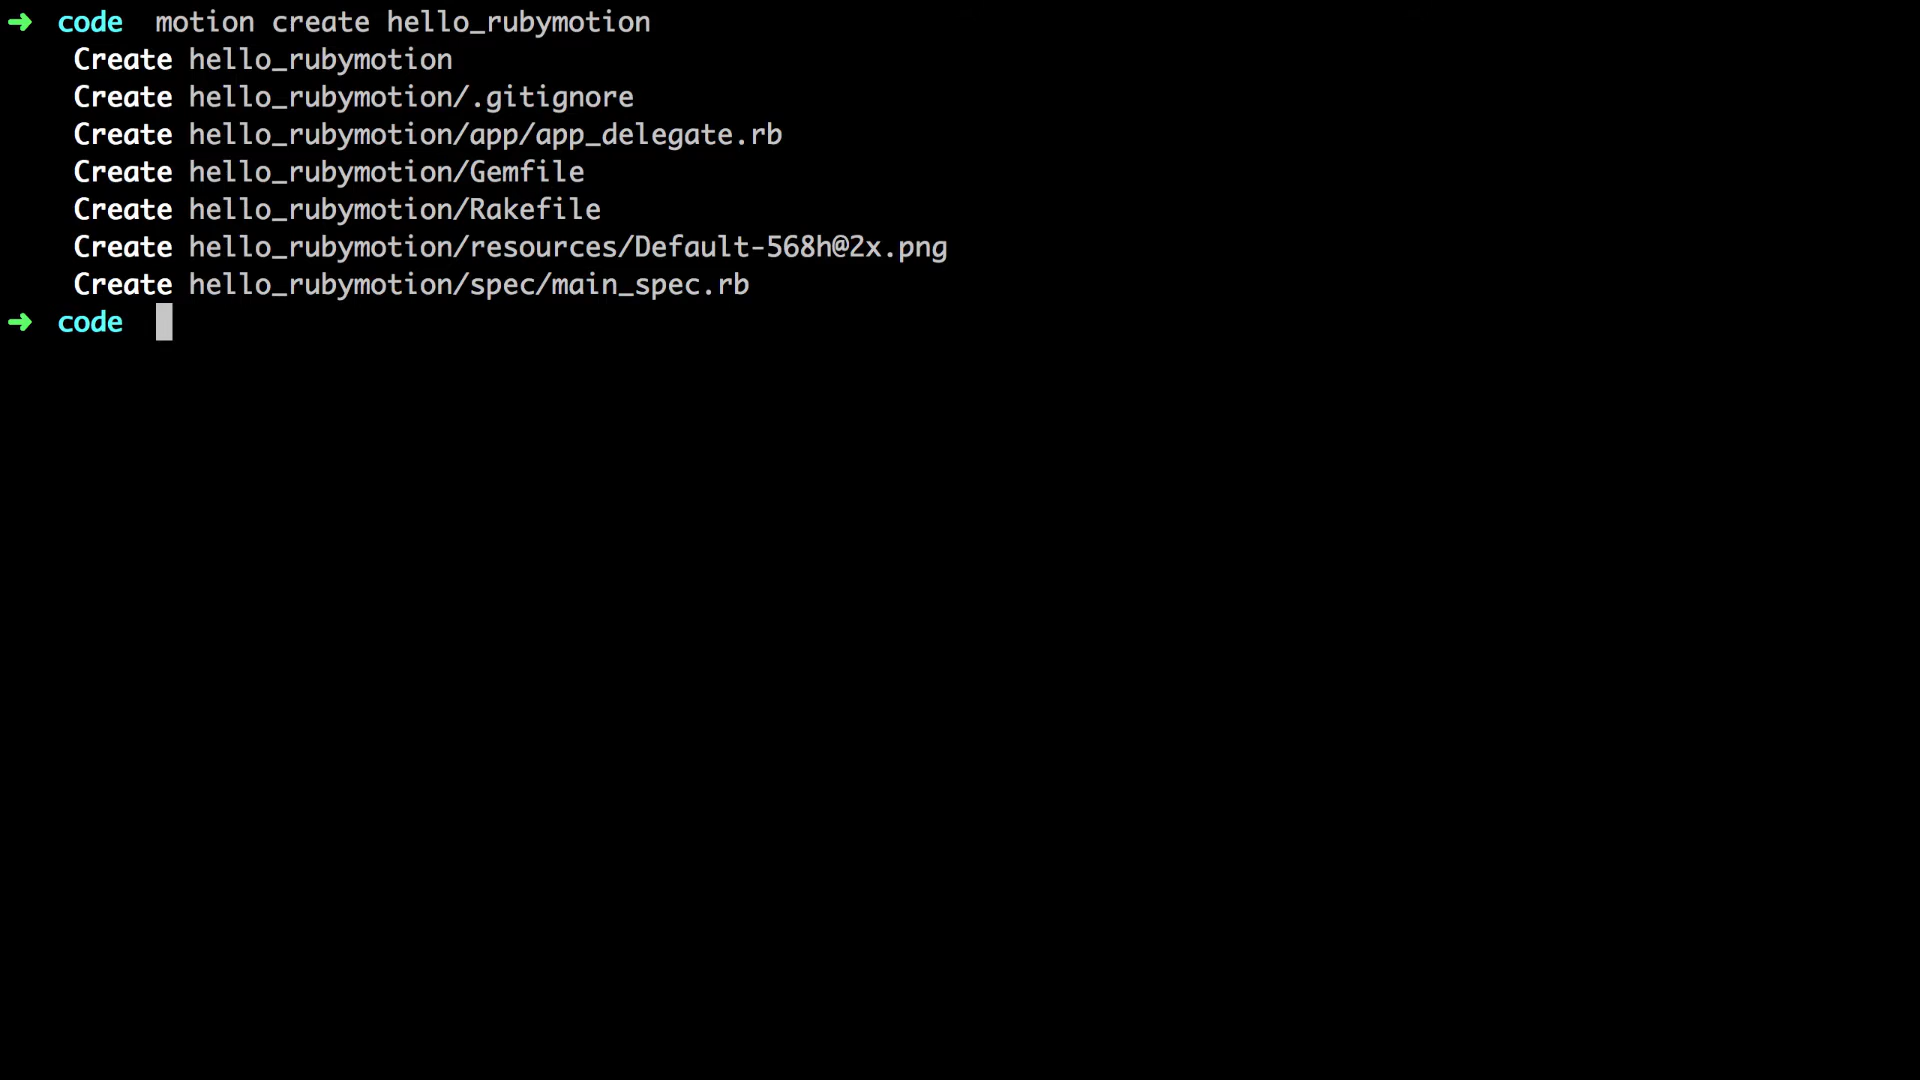 ➜ code motion create hello_rubymotion
Create hello_rubymotion
Create hello_rubymotion/.gitignore
Create hello_rubymotion/app/app_delegate.rb
Create hello_rubymotion/Gemfile
Create hello_rubymotion/Rakefile
Create hello_rubymotion/resources/Default-568h@2x.png
Create hello_rubymotion/spec/main_spec.rb
➜ code